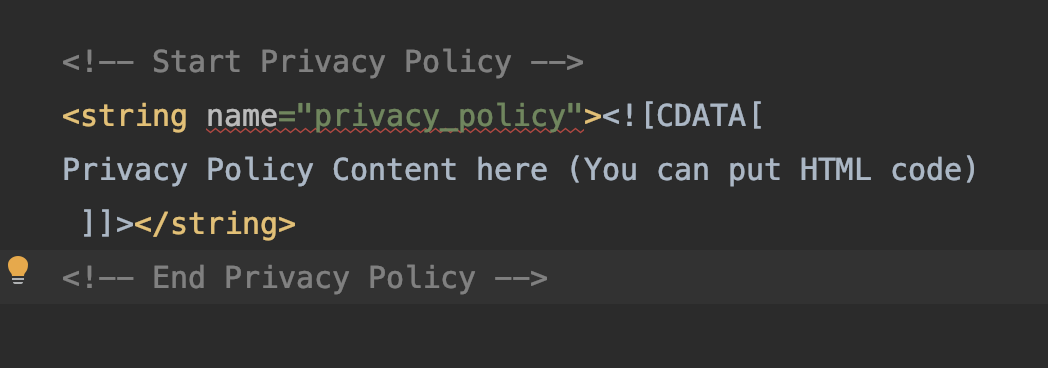 <!-- Start Privacy Policy -->
<string name="privacy_policy"><![CDATA[
Privacy Policy Content here (You can put HTML code)
 ]]></string>
<!-- End Privacy Policy -->